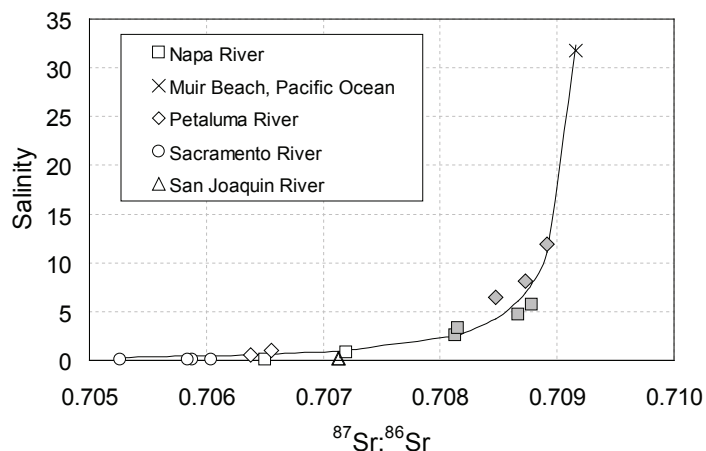 35
30
25
20
15
10
5
0
Salinity
Napa River
Muir Beach, Pacific Ocean
Petaluma River
Sacramento River
San Joaquin River
0.705 0.706 0.707 0.708 0.709 0.710
⁸⁷Sr:⁸⁶Sr